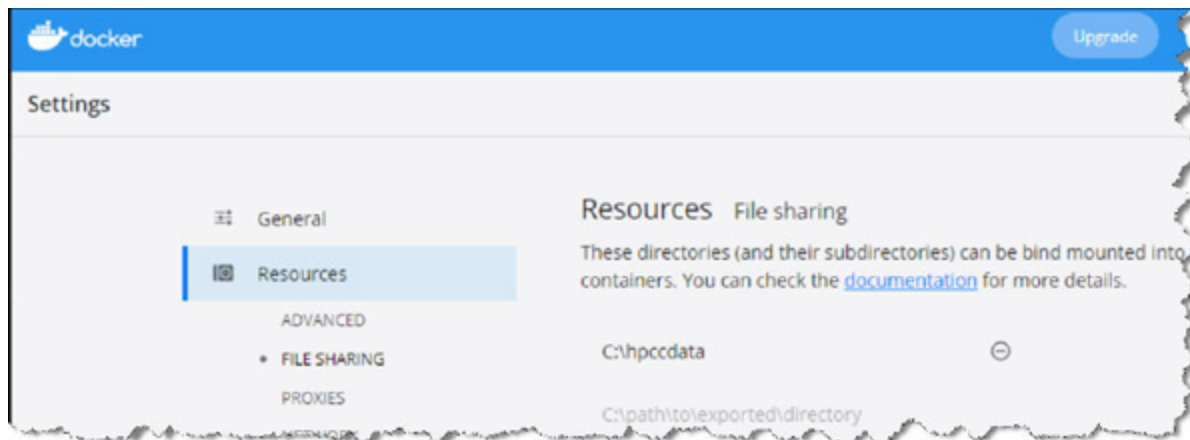 docker
Upgrade
Settings
General
Resources
ADVANCED
FILE SHARING
PROXIES
NETWORK
Resources File sharing
These directories (and their subdirectories) can be bind mounted into
containers. You can check the documentation for more details.
C:\hpccdata
C:\path\to\exported\directory